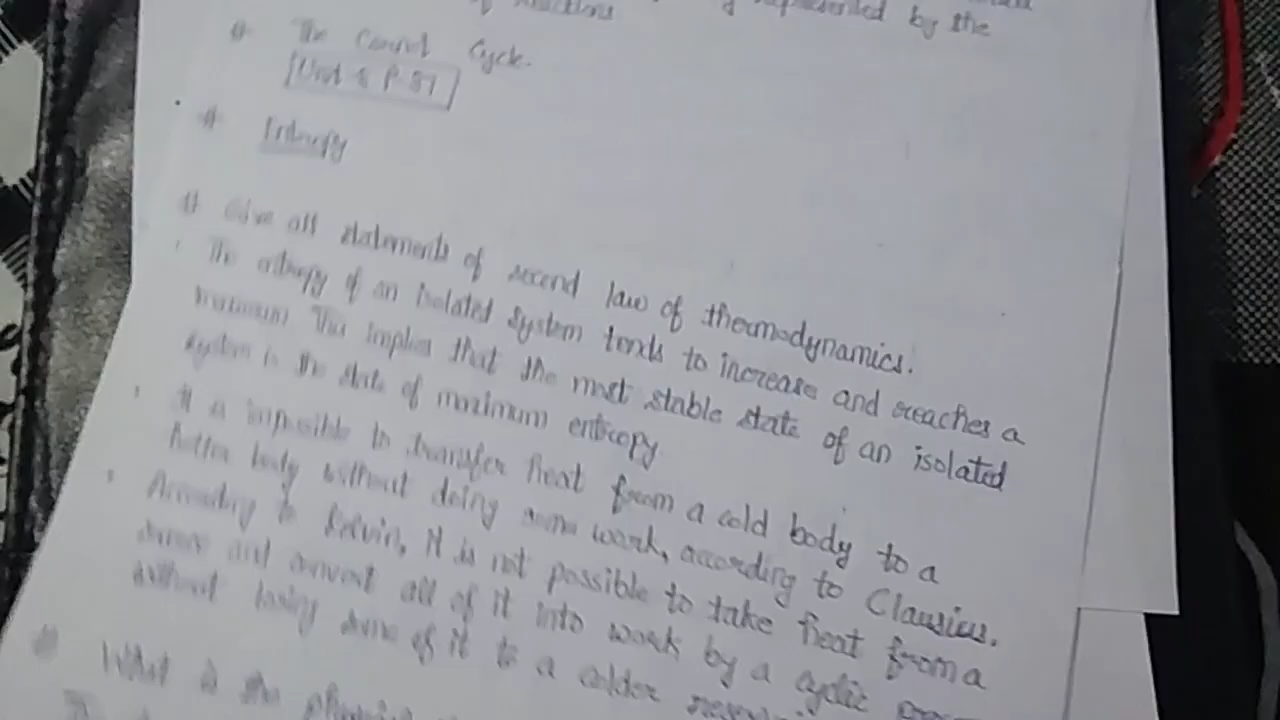 represented by the
# The Carnot Cycle.
# Entropy
# Give all statements of second law of thermodynamics.
The entropy of an isolated system tends to increase and reaches a
maximum This implies that the most stable state of an isolated
system is the state of maximum entropy
It is impossible to transfer heat from a cold body to a
hotter body without doing some work, according to Clausius.
According to Kelvin, it is not possible to take heat from a
source and convert all of it into work by a cyclic
without losing some of it to a colder
# What is the